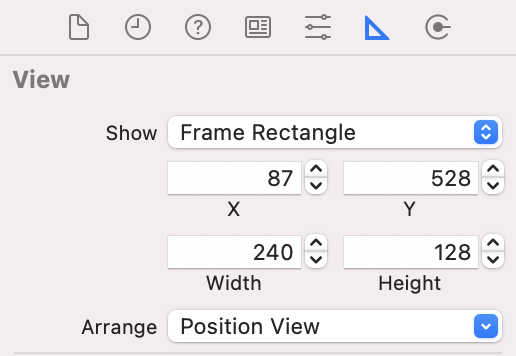 View
Show Frame Rectangle
87 528
X Y
240 128
Width Height
Arrange Position View